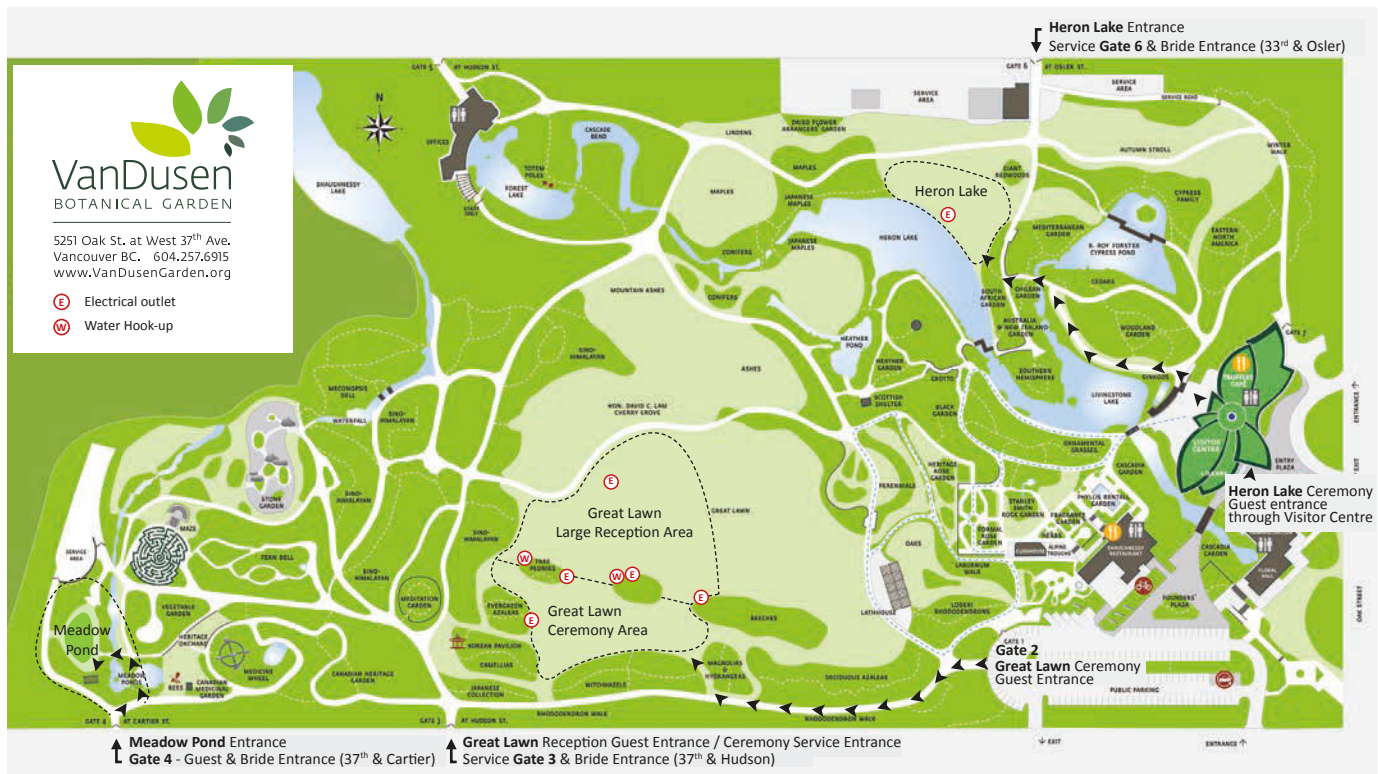 Heron Lake Entrance
Service Gate 6 & Bride Entrance (33rd & Osler)
GATE 5
AT HUDSON ST.
GATE 6
AT OSLER ST.
VanDusen
BOTANICAL GARDEN
5251 Oak St. at West 37th Ave.
Vancouver BC. 604.257.6915
www.VanDusenGarden.org
E Electrical outlet
W Water Hook-up
N
SHAUGHNESSY
LAKE
OFFICES
STAFF
ONLY
TOTEM
POLES
FOREST
LAKE
CASCADE
BEND
LINDENS
DRIED FLOWER
ARRANGERS' GARDEN
SERVICE
AREA
SERVICE
AREA
SERVICE ROAD
WINTER
WALK
AUTUMN STROLL
MAPLES
MAPLES
JAPANESE
MAPLES
JAPANESE
MAPLES
Heron Lake
E
GIANT
REDWOODS
CYPRESS
FAMILY
MEDITERRANEAN
GARDEN
EASTERN
NORTH
AMERICA
R. ROY FORSTER
CYPRESS POND
HERON LAKE
CONIFERS
CONIFERS
MOUNTAIN ASHES
CEDARS
SOUTH
AFRICAN
GARDEN
CHILEAN
GARDEN
AUSTRALIA
& NEW ZEALAND
GARDEN
WOODLAND
GARDEN
GATE 7
SINO-
HIMALAYAN
ASHES
HEATHER
POND
HEATHER
GARDEN
GROTTO
SOUTHERN
HEMISPHERE
GINKGOS
TRUFFLES
CAFÉ
LIVINGSTONE
LAKE
ENTRANCE
MECONOPSIS
DELL
WATERFALL
SINO-
HIMALAYAN
HON. DAVID C. LAM
CHERRY GROVE
SCOTTISH
SHELTER
BLACK
GARDEN
ORNAMENTAL
GRASSES
VISITOR
CENTRE
ENTRY
PLAZA
EXIT
CASCADIA
GARDEN
HERITAGE
ROSE
GARDEN
PERENNIALS
STONE
GARDEN
SINO-
HIMALAYAN
E
Great Lawn
Large Reception Area
GREAT LAWN
STANLEY
SMITH
ROCK GARDEN
PHYLLIS BENTALL
GARDEN
FRAGRANCE
GARDEN
HERBS
FORMAL
ROSE
GARDEN
ALPINE
TROUGHS
Heron Lake Ceremony
Guest entrance
through Visitor Centre
MAZE
SERVICE
AREA
FERN DELL
SINO-
HIMALAYAN
SINO-
HIMALAYAN
W
TREE
PEONIES
E
W
E
E
OAKS
LABURNUM
WALK
SHAUGHNESSY
RESTAURANT
CASCADIA
GARDEN
FLORAL
HALL
MEDITATION
GARDEN
EVERGREEN
AZALEAS
E
Great Lawn
Ceremony Area
BEECHES
LATHHOUSE
LODERI
RHODODENDRONS
FOUNDERS'
PLAZA
OAK STREET
VEGETABLE
GARDEN
HERITAGE
ORCHARD
Meadow
Pond
MEADOW
PONDS
BEES
CANADIAN
MEDICINAL
GARDEN
MEDICINE
WHEEL
CANADIAN HERITAGE
GARDEN
KOREAN PAVILION
CAMELLIAS
JAPANESE
COLLECTION
WITCHHAZELS
MAGNOLIAS
&
HYDRANGEAS
DECIDUOUS AZALEAS
GATE 1
Gate 2
Great Lawn Ceremony
Guest Entrance
PUBLIC PARKING
RHODODENDRON WALK
RHODODENDRON WALK
GATE 4
AT CARTIER ST.
GATE 3
AT HUDSON ST.
EXIT
ENTRANCE
Meadow Pond Entrance
Gate 4 - Guest & Bride Entrance (37th & Cartier)
Great Lawn Reception Guest Entrance / Ceremony Service Entrance
Service Gate 3 & Bride Entrance (37th & Hudson)